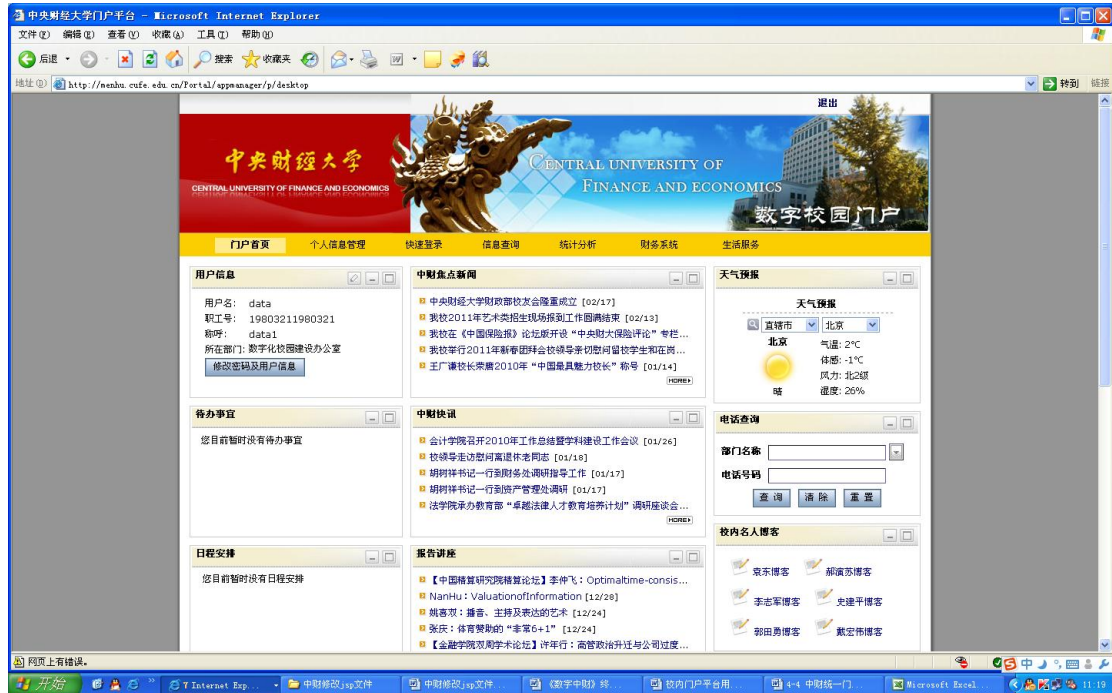 中央财经大学门户平台 - Microsoft Internet Explorer
文件(F) 编辑(E) 查看(V) 收藏(A) 工具(T) 帮助(H)
后退 搜索 收藏夹
地址(D) http://menhu.cufe.edu.cn/Portal/appmanager/p/desktop 转到 链接
退出
中央财经大学
CENTRAL UNIVERSITY OF FINANCE AND ECONOMICS
CENTRAL UNIVERSITY OF
FINANCE AND ECONOMICS
数字校园门户
门户首页 个人信息管理 快速登录 信息查询 统计分析 财务系统 生活服务
用户信息
用户名: data
职工号: 19803211980321
称呼: data1
所在部门: 数字化校园建设办公室
修改密码及用户信息
待办事宜
您目前暂时没有待办事宜
日程安排
您目前暂时没有日程安排
中财焦点新闻
中央财经大学财政部校友会隆重成立 [02/17]
我校2011年艺术类招生现场报到工作圆满结束 [02/13]
我校在《中国保险报》论坛版开设“中央财大保险评论”专栏...
我校举行2011年新春团拜会校领导亲切慰问留校学生和在岗...
王广谦校长荣膺2010年“中国最具魅力校长”称号 [01/14]
MORE
中财快讯
会计学院召开2010年工作总结暨学科建设工作会议 [01/26]
校领导走访慰问离退休老同志 [01/18]
胡树祥书记一行到财务处调研指导工作 [01/17]
胡树祥书记一行到资产管理处调研 [01/17]
法学院承办教育部“卓越法律人才教育培养计划”调研座谈会...
MORE
报告讲座
【中国精算研究院精算论坛】李仲飞：Optimaltime-consis...
NanHu：ValuationofInformation [12/28]
姚喜双：播音、主持及表达的艺术 [12/24]
张庆：体育赞助的“非常6+1” [12/24]
【金融学院双周学术论坛】许年行：高管政治升迁与公司过度...
天气预报
天气预报
直辖市 北京
北京
晴
气温: 2℃
体感: -1℃
风力: 北2级
湿度: 26%
电话查询
部门名称
电话号码
查询 清除 重置
校内名人博客
袁东博客 郝演苏博客
李志军博客 史建平博客
郭田勇博客 戴宏伟博客
网页上有错误。
开始 7 Internet Exp... 中财修改jsp文件 中财修改jsp文件... 《数字中财》终... 校内门户平台用... 4-4 中财统一门... Microsoft Excel... 中 11:19